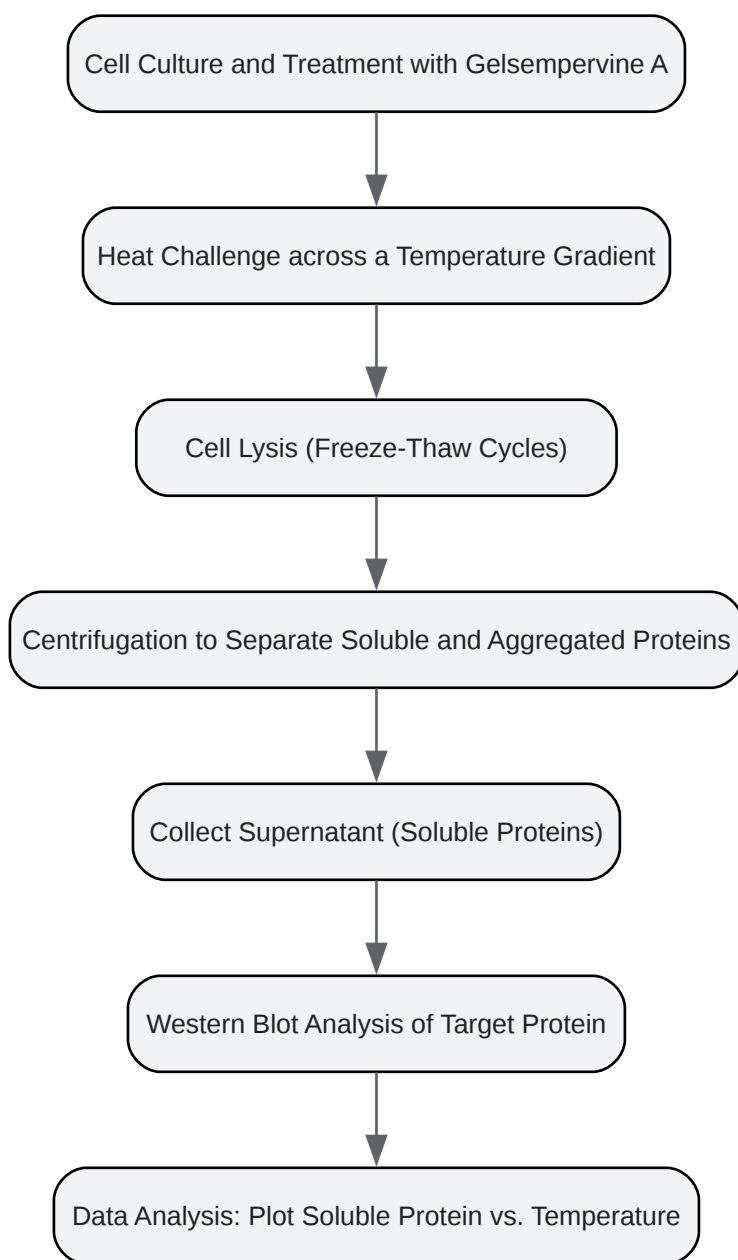 Cell Culture and Treatment with Gelsempervine A
Heat Challenge across a Temperature Gradient
Cell Lysis (Freeze-Thaw Cycles)
Centrifugation to Separate Soluble and Aggregated Proteins
Collect Supernatant (Soluble Proteins)
Western Blot Analysis of Target Protein
Data Analysis: Plot Soluble Protein vs. Temperature